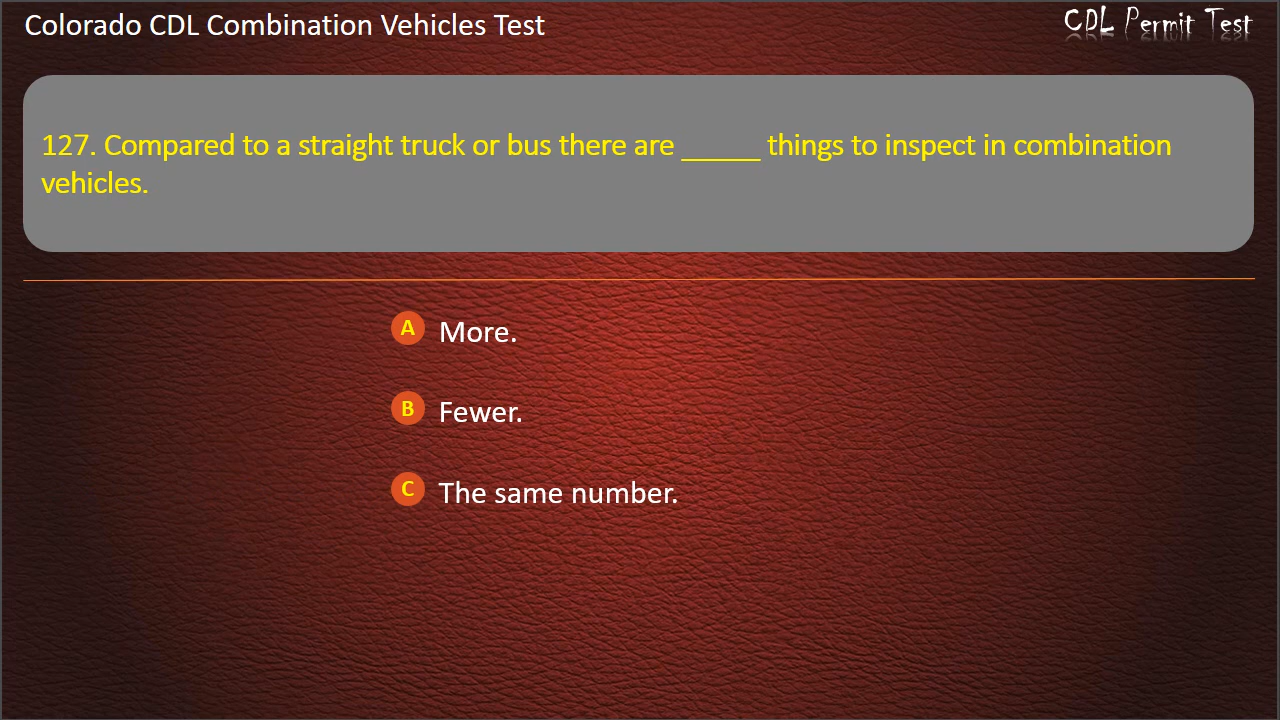 Colorado CDL Combination Vehicles Test
CDL Permit Test
127. Compared to a straight truck or bus there are _____ things to inspect in combination
vehicles.
A More.
B Fewer.
C The same number.